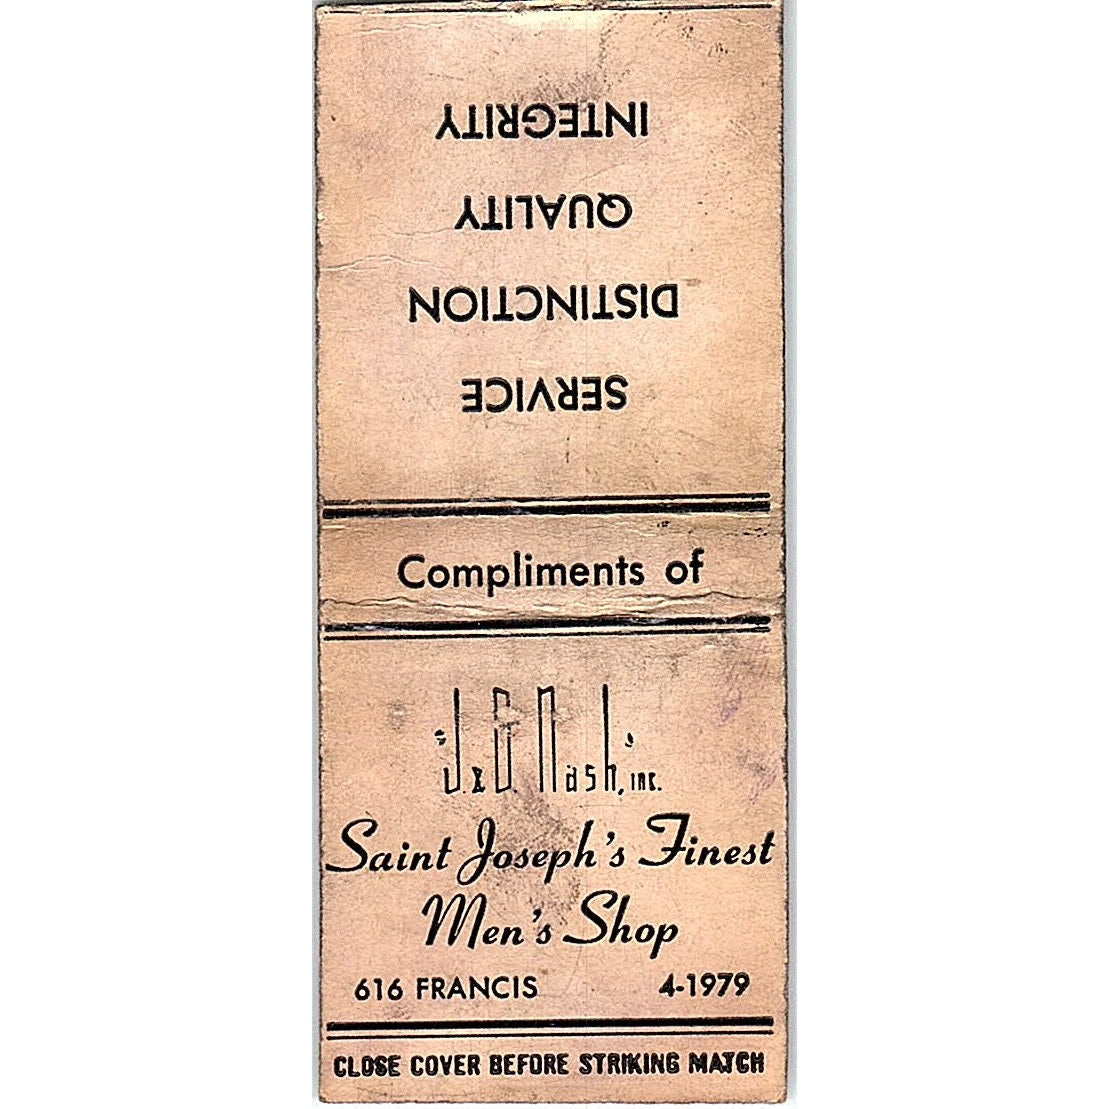 SERVICE
DISTINCTION
QUALITY
INTEGRITY
Compliments of
"J. & D. Nash, INC.
Saint Joseph's Finest
Men's Shop
616 FRANCIS 4-1979
CLOSE COVER BEFORE STRIKING MATCH